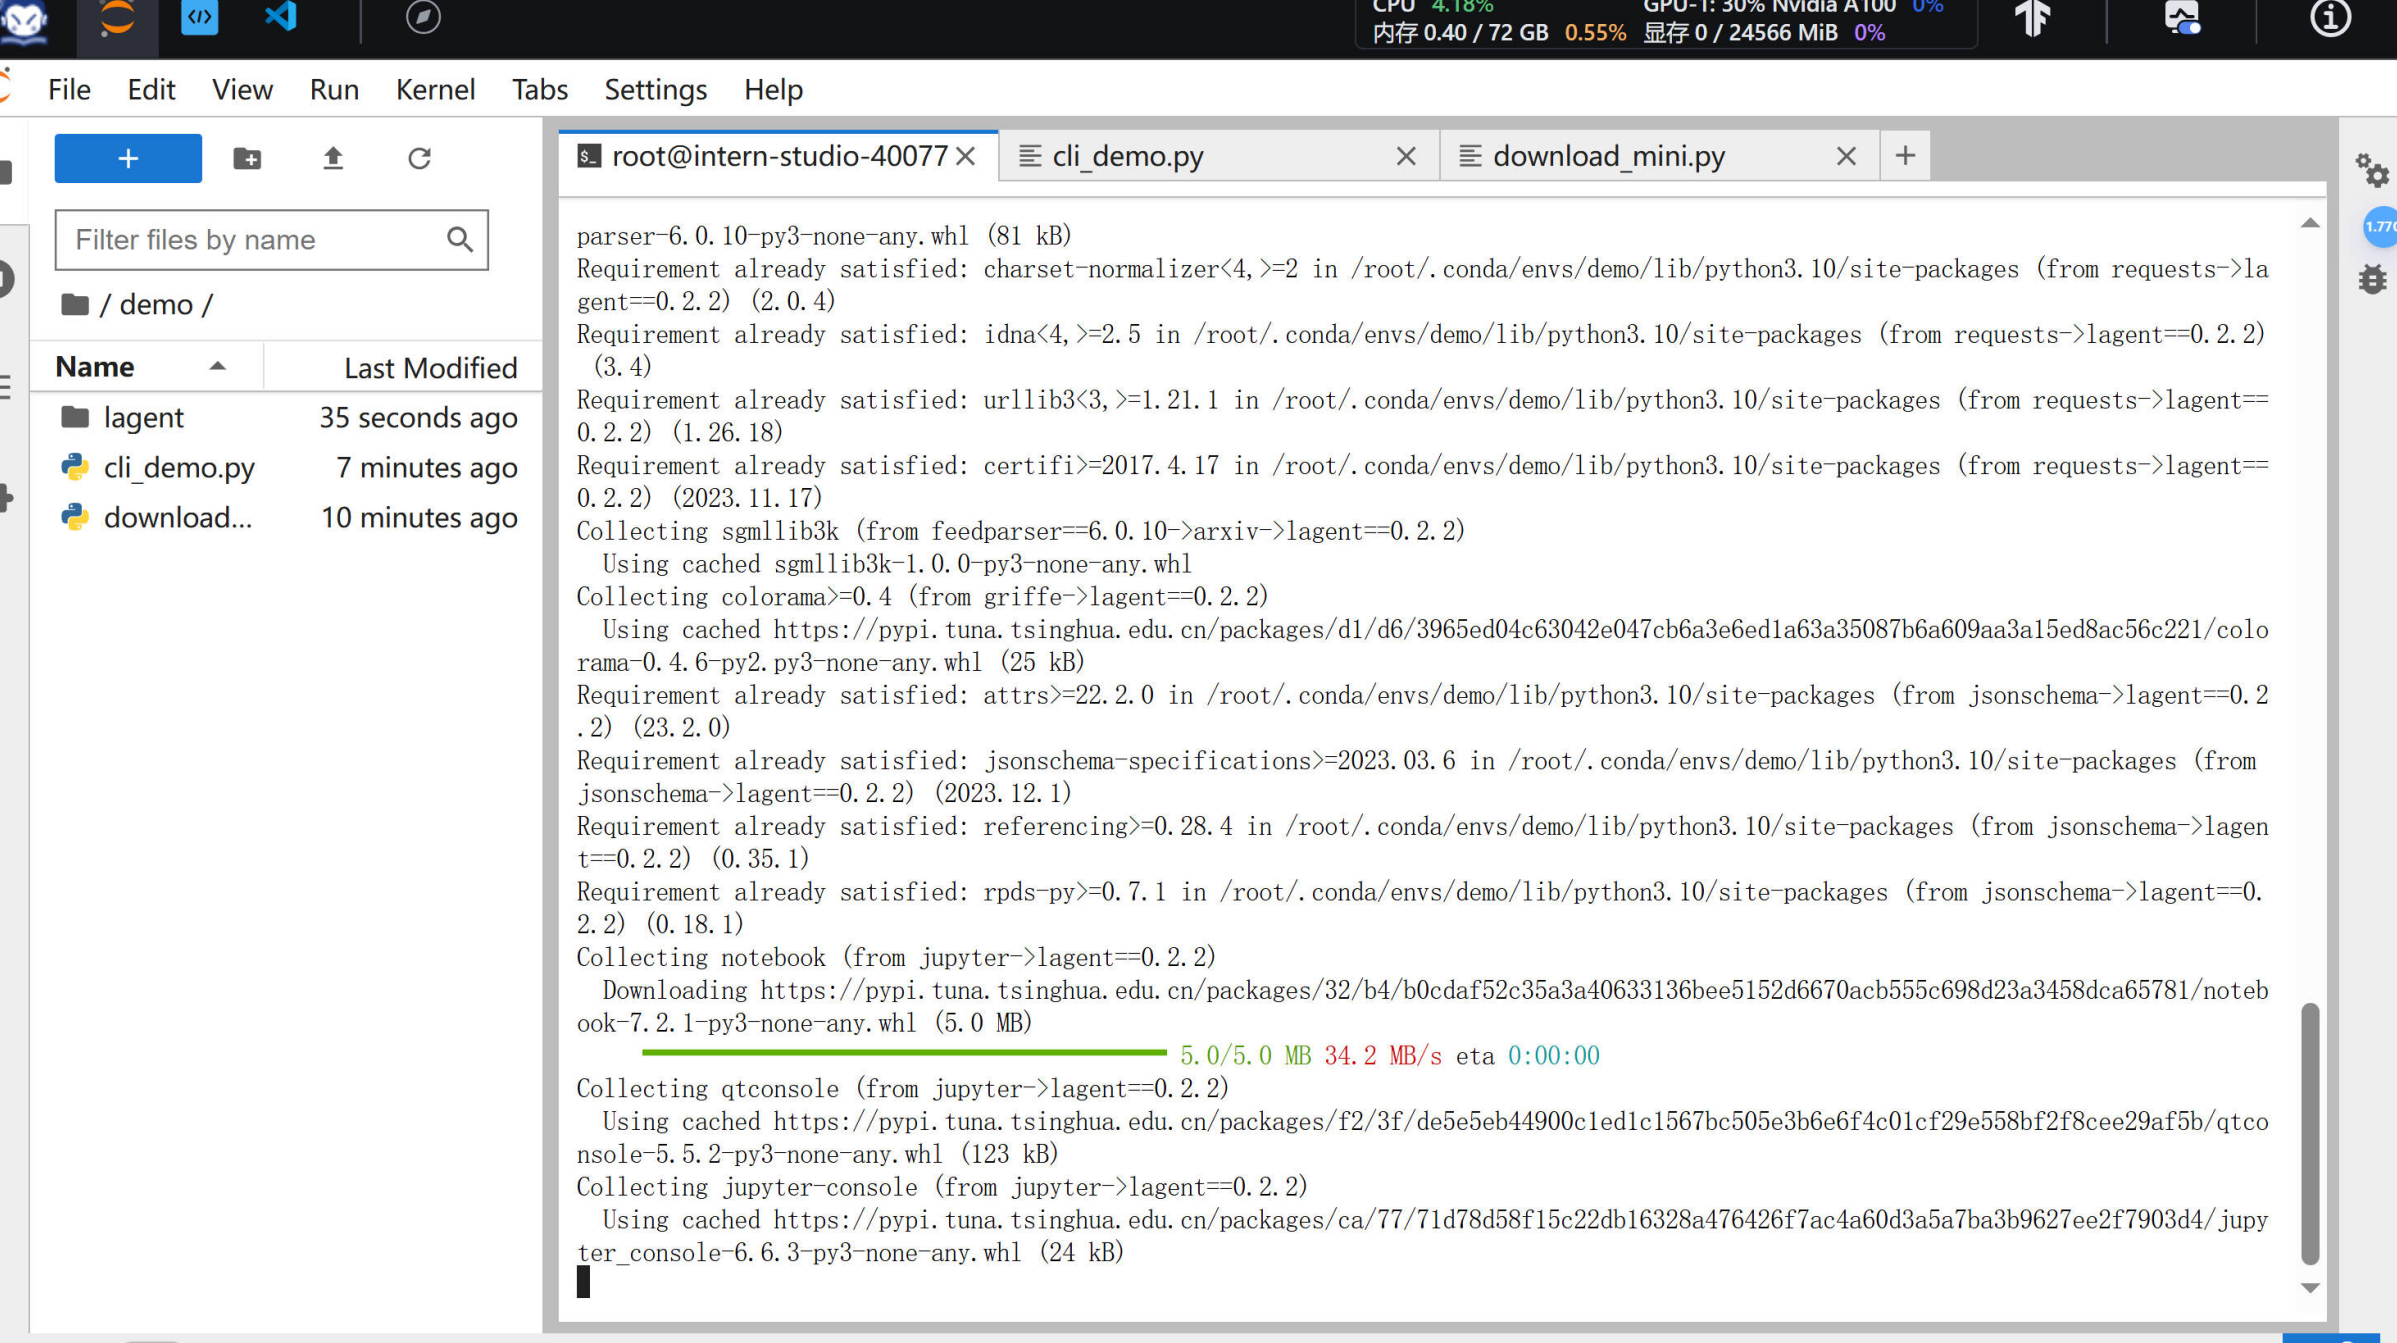 CPU 4.18% GPU-1: 30% Nvidia A100 0%
内存 0.40 / 72 GB 0.55% 显存 0 / 24566 MiB 0%
File Edit View Run Kernel Tabs Settings Help
root@intern-studio-40077 cli_demo.py download_mini.py
Filter files by name
/ demo /
Name Last Modified
lagent 35 seconds ago
cli_demo.py 7 minutes ago
download... 10 minutes ago
parser-6.0.10-py3-none-any.whl (81 kB)
Requirement already satisfied: charset-normalizer<4,>=2 in /root/.conda/envs/demo/lib/python3.10/site-packages (from requests->la
gent==0.2.2) (2.0.4)
Requirement already satisfied: idna<4,>=2.5 in /root/.conda/envs/demo/lib/python3.10/site-packages (from requests->lagent==0.2.2)
(3.4)
Requirement already satisfied: urllib3<3,>=1.21.1 in /root/.conda/envs/demo/lib/python3.10/site-packages (from requests->lagent==
0.2.2) (1.26.18)
Requirement already satisfied: certifi>=2017.4.17 in /root/.conda/envs/demo/lib/python3.10/site-packages (from requests->lagent==
0.2.2) (2023.11.17)
Collecting sgmllib3k (from feedparser==6.0.10->arxiv->lagent==0.2.2)
Using cached sgmllib3k-1.0.0-py3-none-any.whl
Collecting colorama>=0.4 (from griffe->lagent==0.2.2)
Using cached https://pypi.tuna.tsinghua.edu.cn/packages/d1/d6/3965ed04c63042e047cb6a3e6ed1a63a35087b6a609aa3a15ed8ac56c221/colo
rama-0.4.6-py2.py3-none-any.whl (25 kB)
Requirement already satisfied: attrs>=22.2.0 in /root/.conda/envs/demo/lib/python3.10/site-packages (from jsonschema->lagent==0.2
.2) (23.2.0)
Requirement already satisfied: jsonschema-specifications>=2023.03.6 in /root/.conda/envs/demo/lib/python3.10/site-packages (from
jsonschema->lagent==0.2.2) (2023.12.1)
Requirement already satisfied: referencing>=0.28.4 in /root/.conda/envs/demo/lib/python3.10/site-packages (from jsonschema->lagen
t==0.2.2) (0.35.1)
Requirement already satisfied: rpds-py>=0.7.1 in /root/.conda/envs/demo/lib/python3.10/site-packages (from jsonschema->lagent==0.
2.2) (0.18.1)
Collecting notebook (from jupyter->lagent==0.2.2)
Downloading https://pypi.tuna.tsinghua.edu.cn/packages/32/b4/b0cdaf52c35a3a40633136bee5152d6670acb555c698d23a3458dca65781/noteb
ook-7.2.1-py3-none-any.whl (5.0 MB)
5.0/5.0 MB 34.2 MB/s eta 0:00:00
Collecting qtconsole (from jupyter->lagent==0.2.2)
Using cached https://pypi.tuna.tsinghua.edu.cn/packages/f2/3f/de5e5eb44900c1ed1c1567bc505e3b6e6f4c01cf29e558bf2f8cee29af5b/qtco
nsole-5.5.2-py3-none-any.whl (123 kB)
Collecting jupyter-console (from jupyter->lagent==0.2.2)
Using cached https://pypi.tuna.tsinghua.edu.cn/packages/ca/77/71d78d58f15c22db16328a476426f7ac4a60d3a5a7ba3b9627ee2f7903d4/jupy
ter_console-6.6.3-py3-none-any.whl (24 kB)